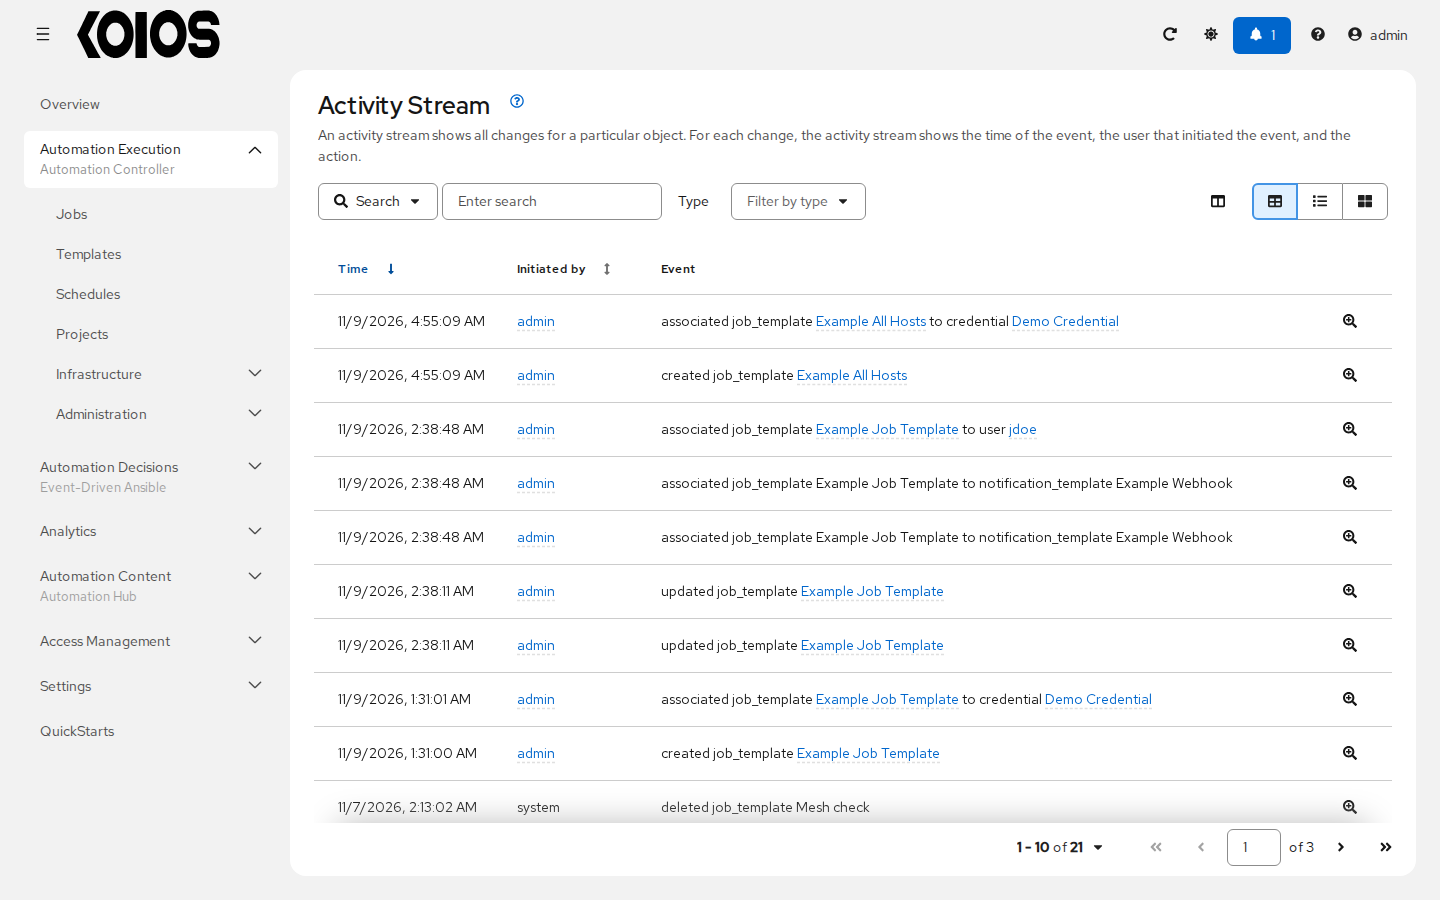 KOIOS
1
admin
Overview
Automation Execution
Automation Controller
Jobs
Templates
Schedules
Projects
Infrastructure
Administration
Automation Decisions
Event-Driven Ansible
Analytics
Automation Content
Automation Hub
Access Management
Settings
QuickStarts
Activity Stream
An activity stream shows all changes for a particular object. For each change, the activity stream shows the time of the event, the user that initiated the event, and the
action.
Search Enter search Type Filter by type
Time Initiated by Event
11/9/2026, 4:55:09 AM admin associated job_template Example All Hosts to credential Demo Credential
11/9/2026, 4:55:09 AM admin created job_template Example All Hosts
11/9/2026, 2:38:48 AM admin associated job_template Example Job Template to user jdoe
11/9/2026, 2:38:48 AM admin associated job_template Example Job Template to notification_template Example Webhook
11/9/2026, 2:38:48 AM admin associated job_template Example Job Template to notification_template Example Webhook
11/9/2026, 2:38:11 AM admin updated job_template Example Job Template
11/9/2026, 2:38:11 AM admin updated job_template Example Job Template
11/9/2026, 1:31:01 AM admin associated job_template Example Job Template to credential Demo Credential
11/9/2026, 1:31:00 AM admin created job_template Example Job Template
11/7/2026, 2:13:02 AM system deleted job_template Mesh check
1 - 10 of 21 1 of 3